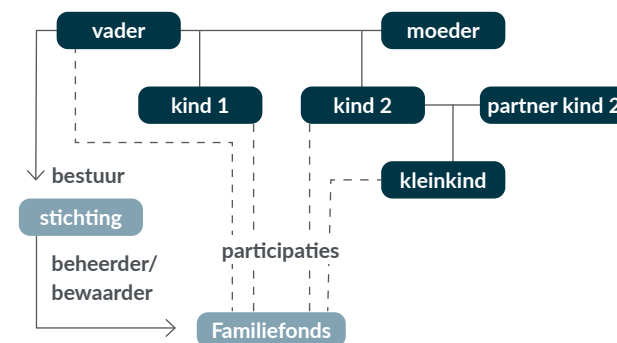 vader
moeder
kind 1
kind 2
partner kind 2
bestuur
kleinkind
stichting
participaties
beheerder/
bewaarder
Familiefonds